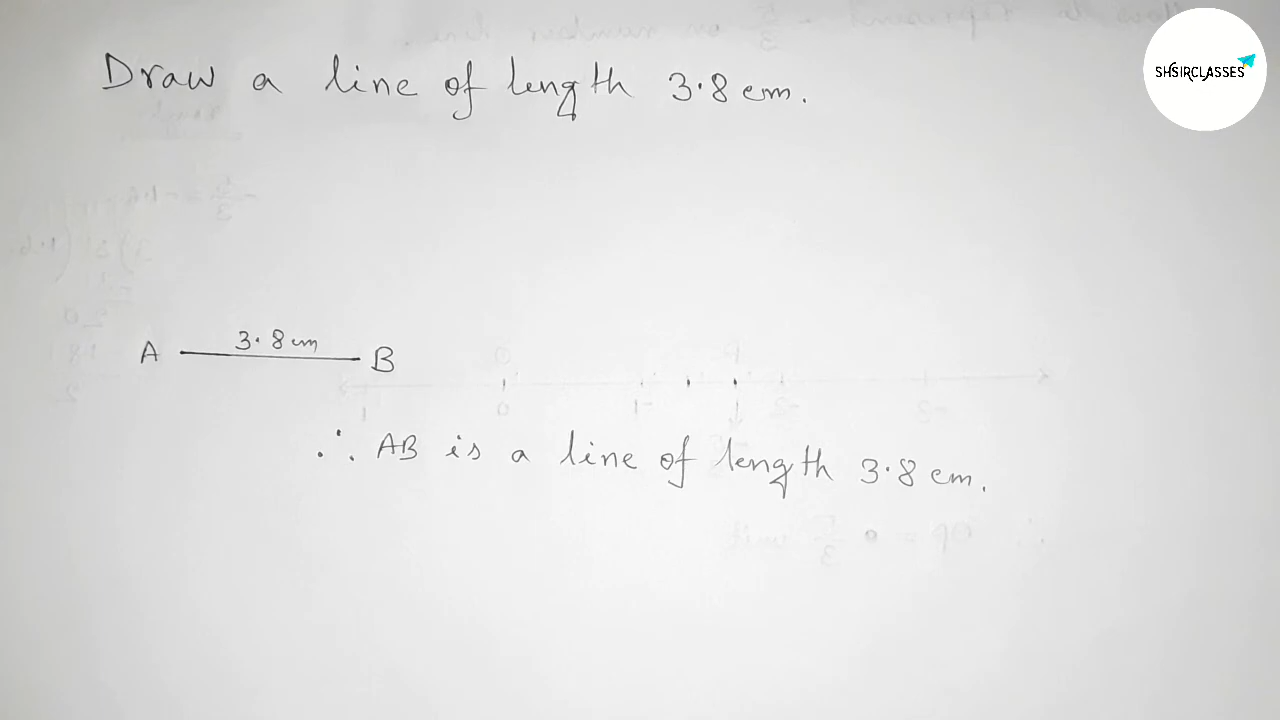 Draw a line of length 3.8 cm.
SHSIRCLASSES
3.8 cm
A B
∴ AB is a line of length 3.8 cm.